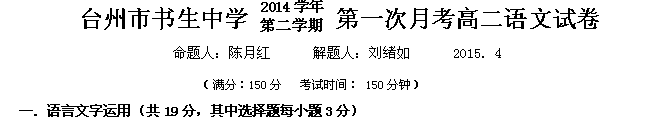 台州市书生中学 2014学年第二学期 第一次月考高二语文试卷
命题人：陈月红 解题人：刘绪如 2015. 4
（满分：150分 考试时间： 150分钟）
一．语言文字运用（共19分，其中选择题每小题3分）